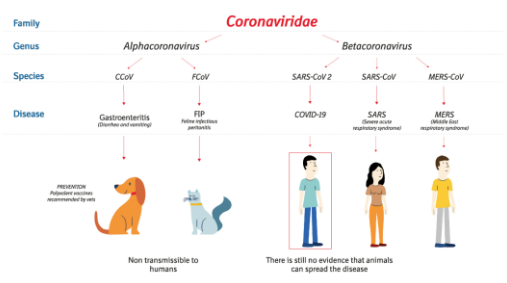 Family
Coronaviridae
Genus
Alphacoronavirus
Betacoronavirus
Species
CCoV
FCoV
SARS-CoV 2
SARS-CoV
MERS-CoV
Disease
Gastroenteritis
(Diarrhea and vomiting)
FIP
Feline infectious
peritonitis
COVID-19
SARS
(Severe acute
respiratory syndrome)
MERS
(Middle East
respiratory syndrome)
PREVENTION
Polipolent vaccines
recommended by vets
Non transmissible to
humans
There is still no evidence that animals
can spread the disease